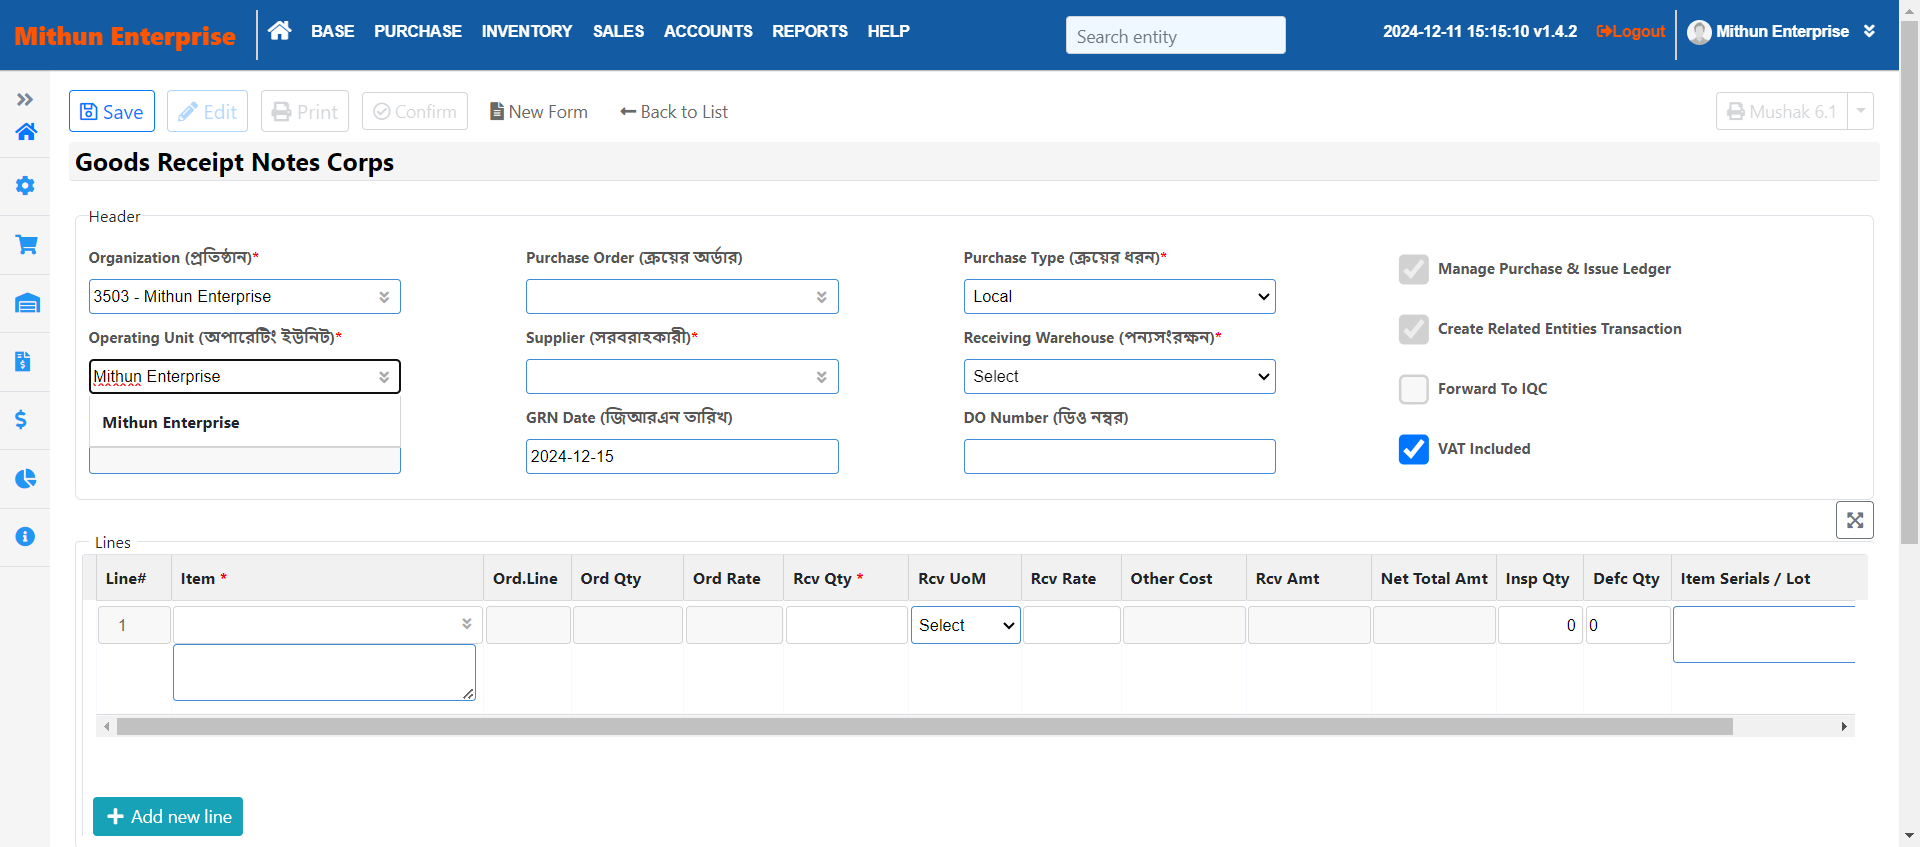 Mithun Enterprise
BASE PURCHASE INVENTORY SALES ACCOUNTS REPORTS HELP
Search entity
2024-12-11 15:15:10 v1.4.2
Logout
Mithun Enterprise
Save Edit Print Confirm New Form Back to List
Mushak 6.1
Goods Receipt Notes Corps
Header
Organization (প্রতিষ্ঠান)* Purchase Order (ক্রয়ের অর্ডার) Purchase Type (ক্রয়ের ধরন)* Manage Purchase & Issue Ledger
3503 - Mithun Enterprise Local
Operating Unit (অপারেটিং ইউনিট)* Supplier (সরবরাহকারী)* Receiving Warehouse (পন্যসংরক্ষন)* Create Related Entities Transaction
Mithun Enterprise Select Forward To IQC
Mithun Enterprise GRN Date (জিআরএন তারিখ) DO Number (ডিও নম্বর)
2024-12-15 VAT Included
Lines
Line# Item * Ord.Line Ord Qty Ord Rate Rcv Qty * Rcv UoM Rcv Rate Other Cost Rcv Amt Net Total Amt Insp Qty Defc Qty Item Serials / Lot
1 Select 0 0
Add new line